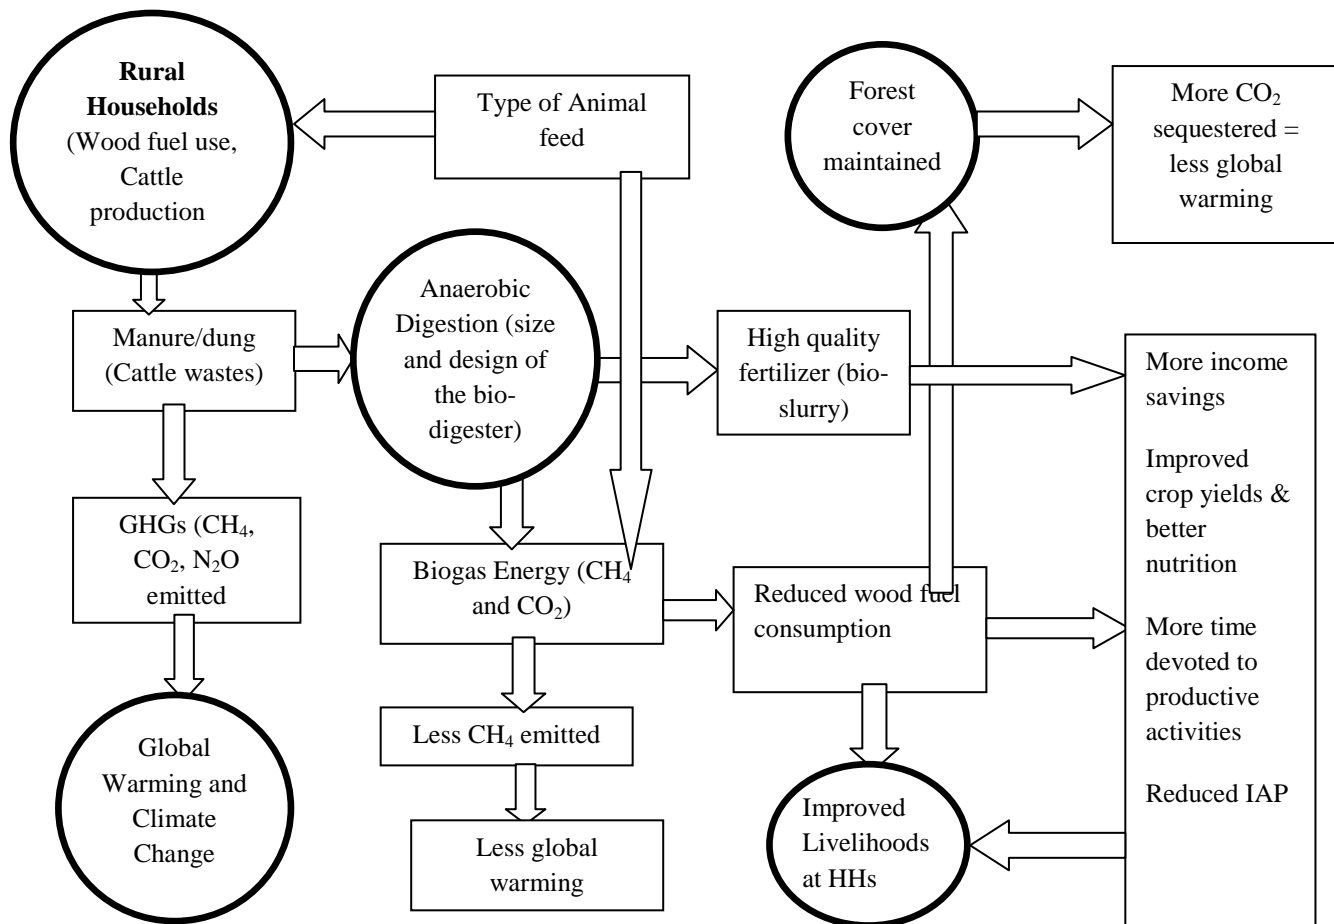 Rural
Households
(Wood fuel use,
Cattle
production
Type of Animal
feed
Forest
cover
maintained
More CO₂
sequestered =
less global
warming
Manure/dung
(Cattle wastes)
Anaerobic
Digestion (size
and design of
the bio-
digester)
High quality
fertilizer (bio-
slurry)
More income
savings
Improved
crop yields &
better
nutrition
More time
devoted to
productive
activities
Reduced IAP
GHGs (CH₄,
CO₂, N₂O
emitted
Biogas Energy (CH₄
and CO₂)
Reduced wood fuel
consumption
Global
Warming and
Climate
Change
Less CH₄ emitted
Less global
warming
Improved
Livelihoods
at HHs